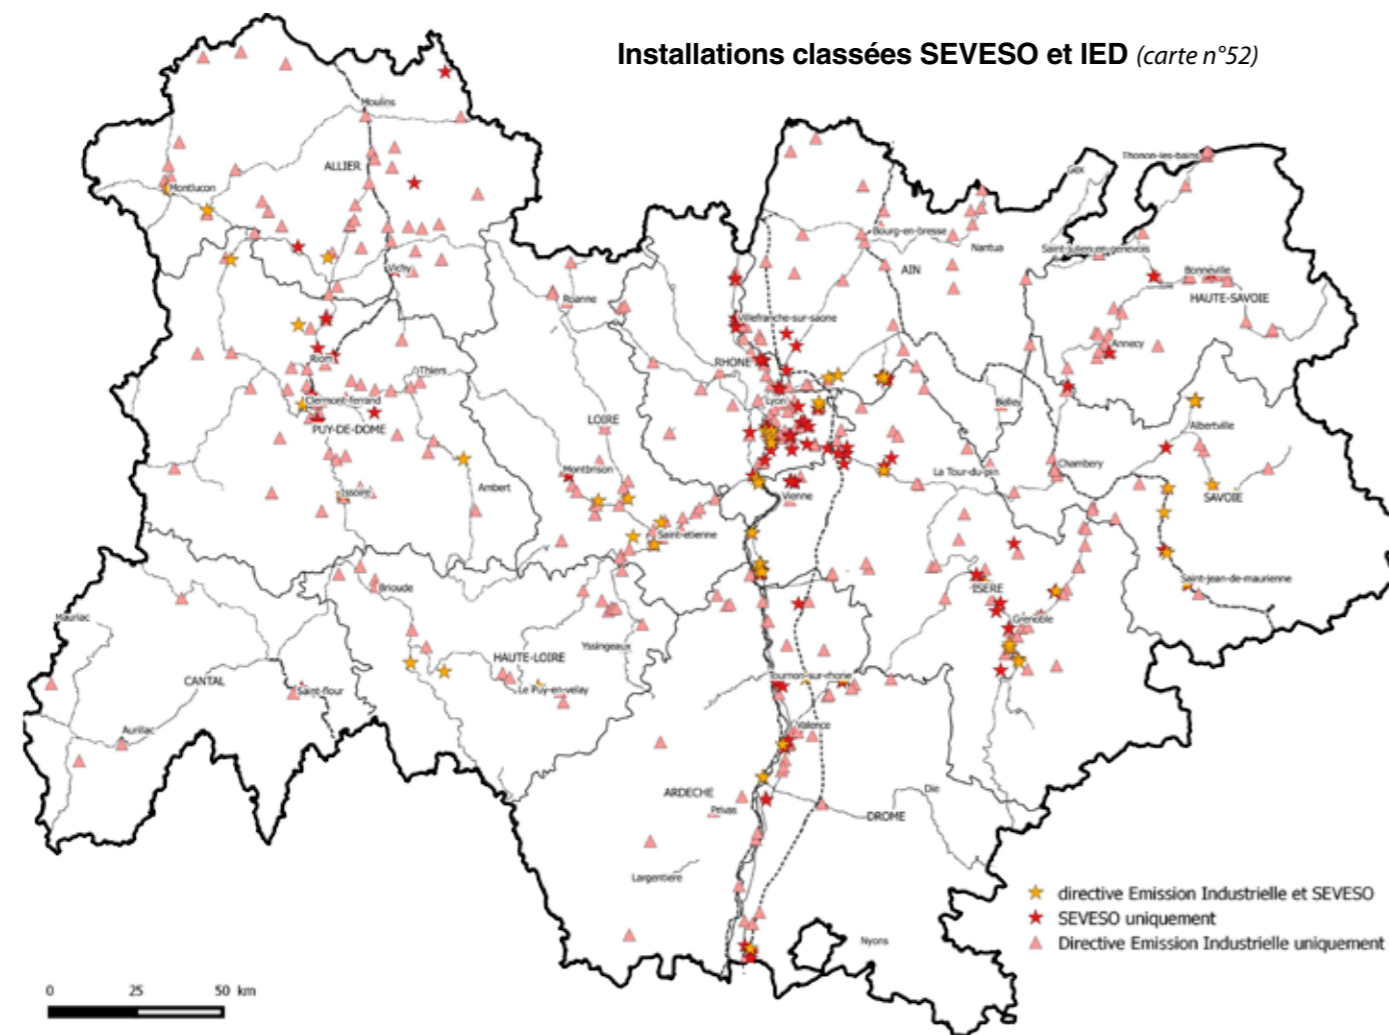 Installations classées SEVESO et IED (carte n°52)
Moulins
ALLIER
Montlucon
Vichy
Thonon-les-bains
Gex
Bourg-en-bresse
Nantua
Saint-julien-en-genevois
AIN
Bonnéville
HAUTE-SAVOIE
Roanne
Villefranche-sur-saone
Annecy
Riom
RHONE
Thiers
Clermont-ferrand
Lyon
Belley
PUY-DE-DOME
LOIRE
Albertville
Montbrison
La Tour-du-pin
Chambery
Issoire
Ambert
Vienne
SAVOIE
Saint-etienne
Saint-jean-de-maurienne
Brioude
ISERE
Mauriac
Grenoble
Yssingeaux
HAUTE-LOIRE
CANTAL
Saint-flour
Le Puy-en-velay
Tournon-sur-rhone
Aurillac
Valence
ARDECHE
Die
Privas
DROME
Largentiere
directive Emission Industrielle et SEVESO
SEVESO uniquement
Directive Emission Industrielle uniquement
Nyons
0 25 50 km